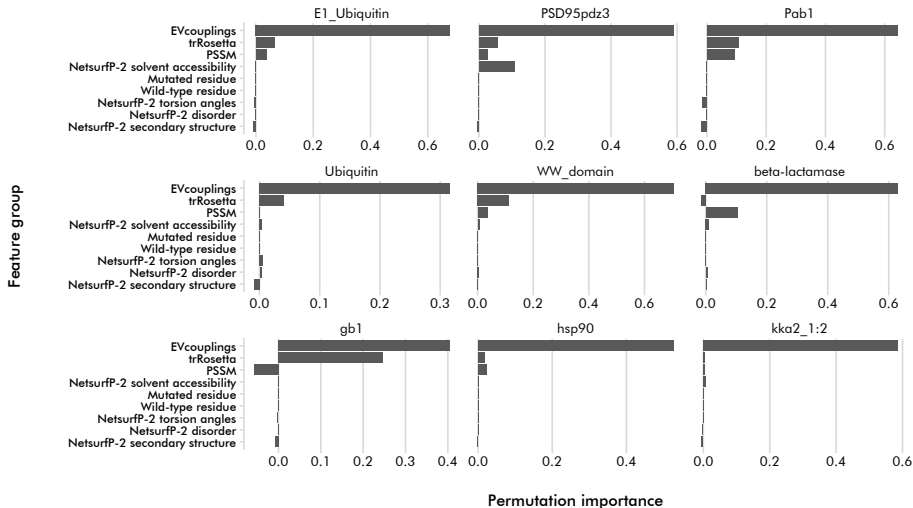 E1_Ubiquitin PSD95pdz3 Pab1
EVcouplings
trRosetta
PSSM
NetsurfP-2 solvent accessibility
Mutated residue
Wild-type residue
NetsurfP-2 torsion angles
NetsurfP-2 disorder
NetsurfP-2 secondary structure
0.0 0.2 0.4 0.6 0.0 0.2 0.4 0.6 0.0 0.2 0.4 0.6
Ubiquitin WW_domain beta-lactamase
EVcouplings
trRosetta
PSSM
NetsurfP-2 solvent accessibility
Mutated residue
Wild-type residue
NetsurfP-2 torsion angles
NetsurfP-2 disorder
NetsurfP-2 secondary structure
0.0 0.1 0.2 0.3 0.0 0.2 0.4 0.6 0.0 0.2 0.4 0.6
Feature group
gb1 hsp90 kka2_1:2
EVcouplings
trRosetta
PSSM
NetsurfP-2 solvent accessibility
Mutated residue
Wild-type residue
NetsurfP-2 torsion angles
NetsurfP-2 disorder
NetsurfP-2 secondary structure
0.0 0.1 0.2 0.3 0.4 0.0 0.2 0.4 0.0 0.2 0.4 0.6
Permutation importance